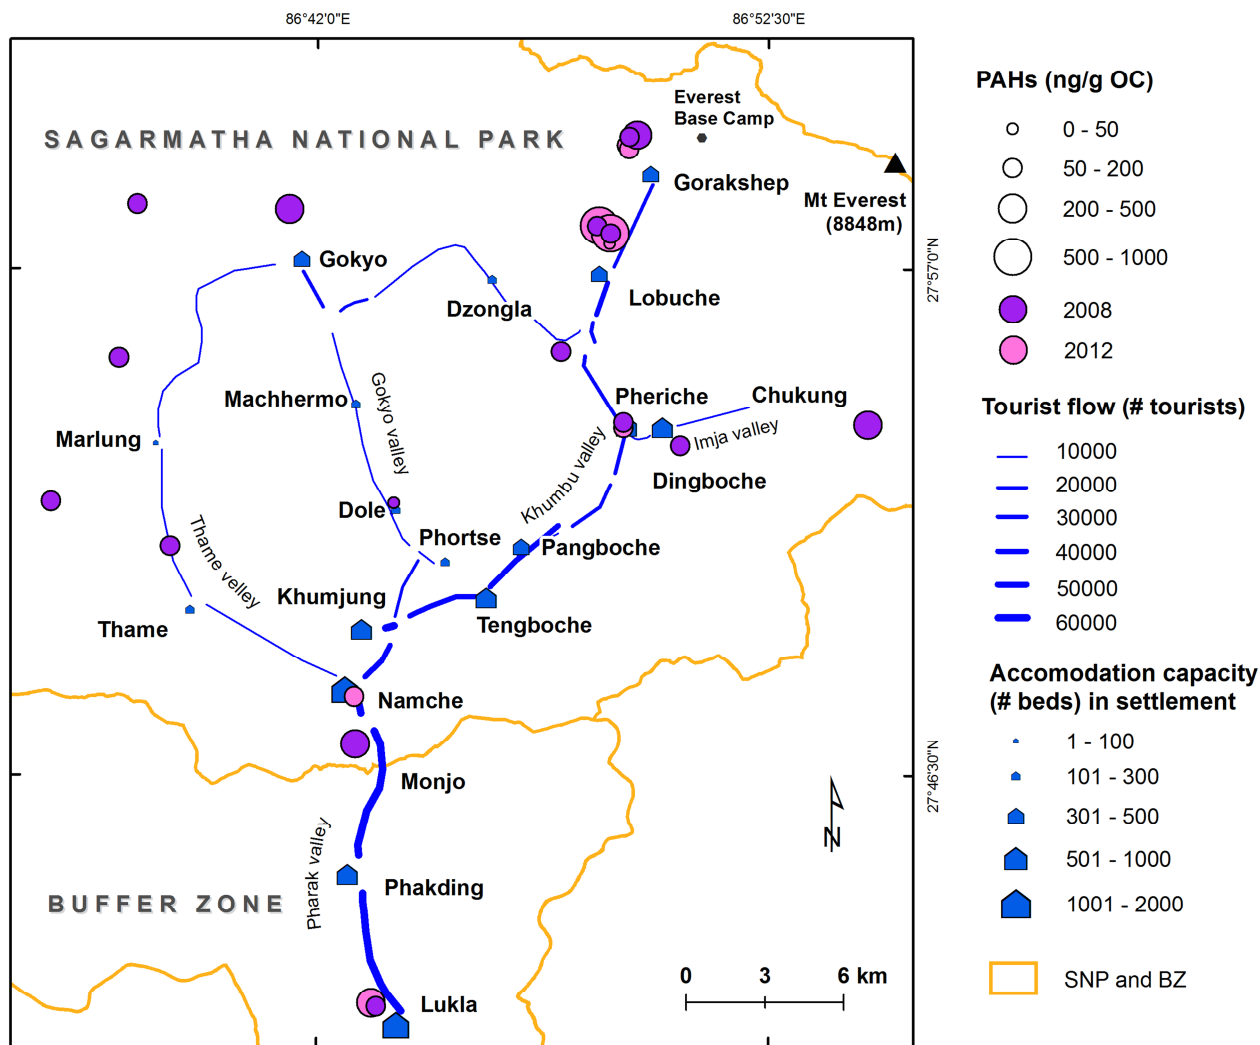 86°42'0"E
86°52'30"E
SAGARMATHA NATIONAL PARK
Everest
Base Camp
Gorakshep
Mt Everest
(8848m)
Gokyo
27°57'0"N
Dzongla
Lobuche
Machhermo
Gokyo valley
Pheriche
Chukung
Marlung
Imja valley
Khumbu valley
Dingboche
Dole
Phortse
Pangboche
Thame velley
Khumjung
Tengboche
Thame
Namche
Monjo
27°46'30"N
N
Pharak valley
Phakding
BUFFER ZONE
0 3 6 km
Lukla
PAHs (ng/g OC)
0 - 50
50 - 200
200 - 500
500 - 1000
2008
2012
Tourist flow (# tourists)
10000
20000
30000
40000
50000
60000
Accomodation capacity
(# beds) in settlement
1 - 100
101 - 300
301 - 500
501 - 1000
1001 - 2000
SNP and BZ